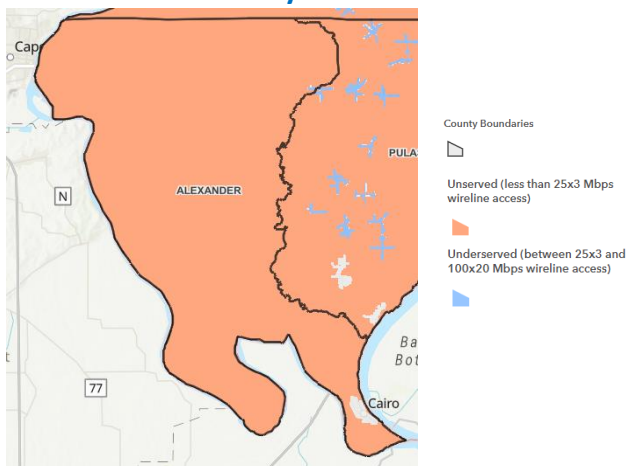 Cap
N
ALEXANDER
PULA
77
Cairo
Ba
Bot
County Boundaries
Unserved (less than 25x3 Mbps
wireline access)
Underserved (between 25x3 and
100x20 Mbps wireline access)